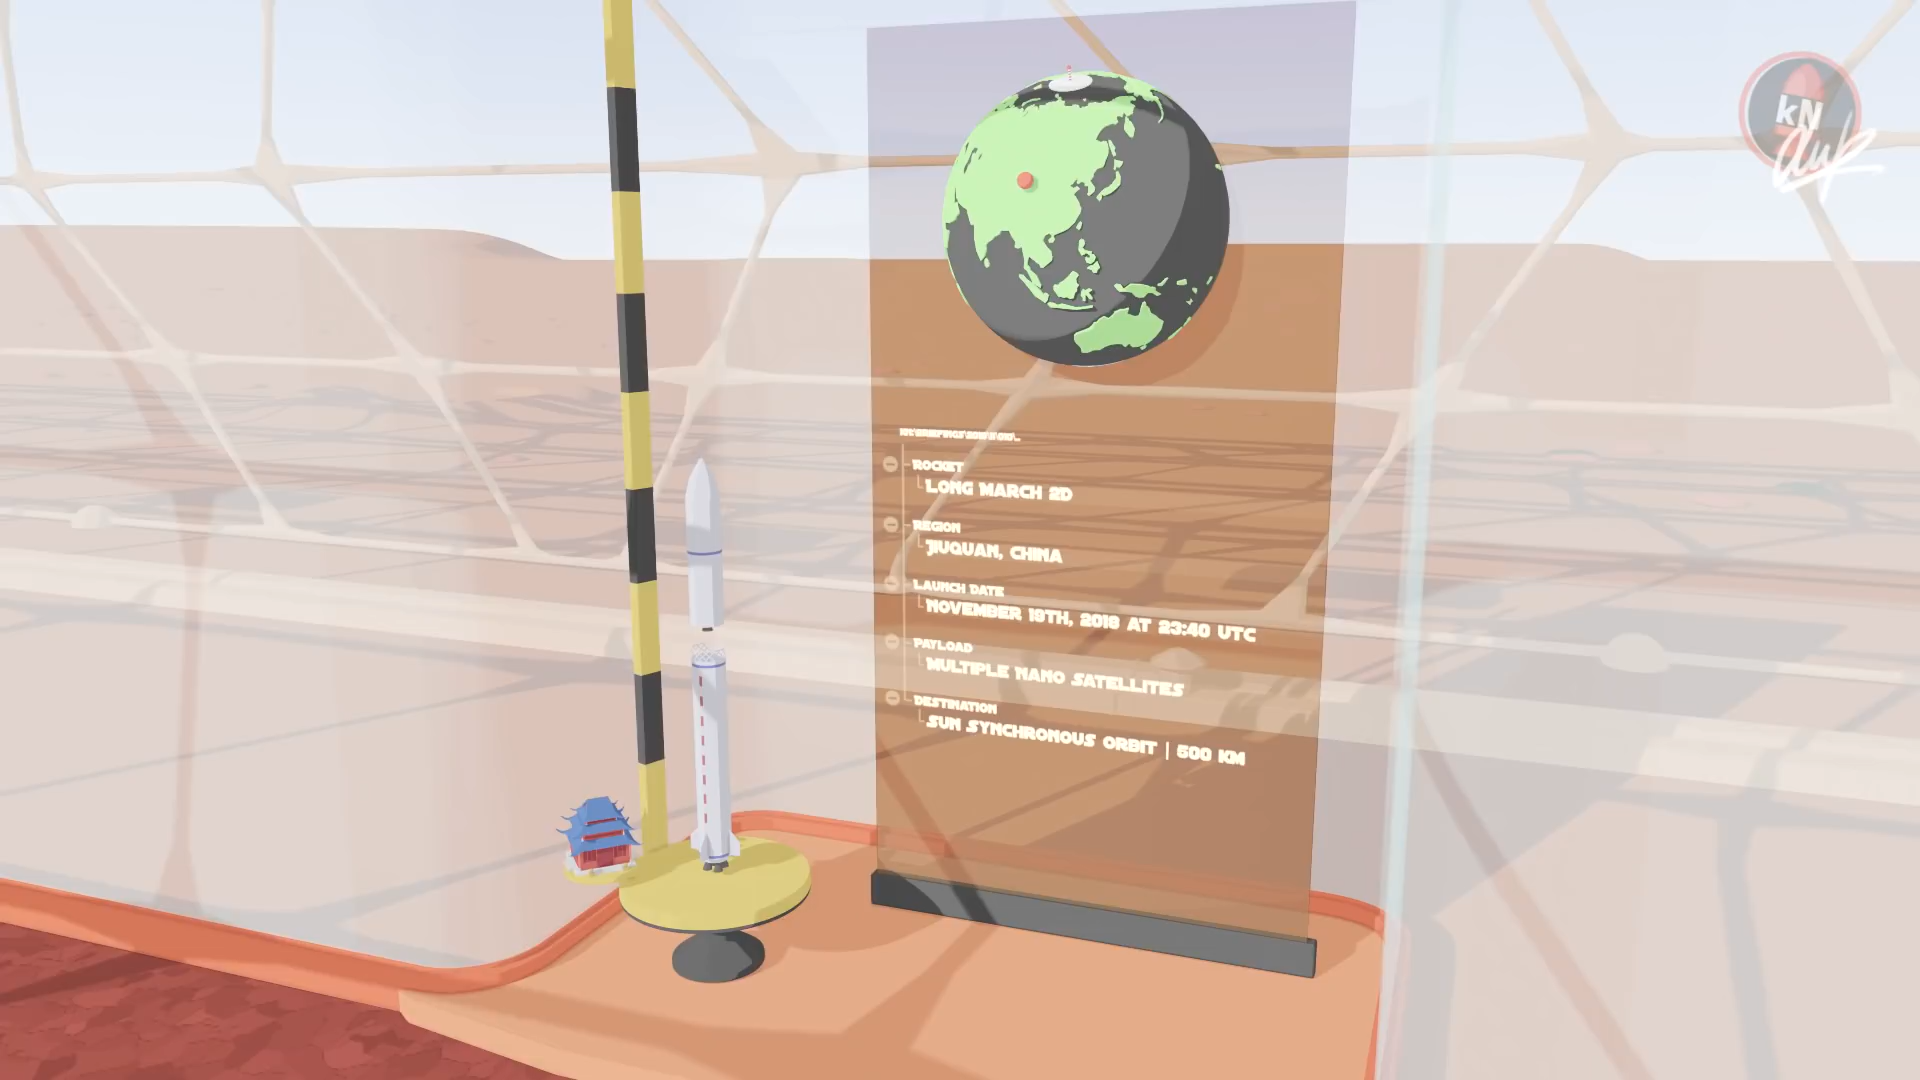 kN
Dub
ROCKET
LONG MARCH 2D
REGION
JIUQUAN, CHINA
LAUNCH DATE
NOVEMBER 19TH, 2018 AT 23:40 UTC
PAYLOAD
MULTIPLE NANO SATELLITES
DESTINATION
SUN SYNCHRONOUS ORBIT | 500 KM